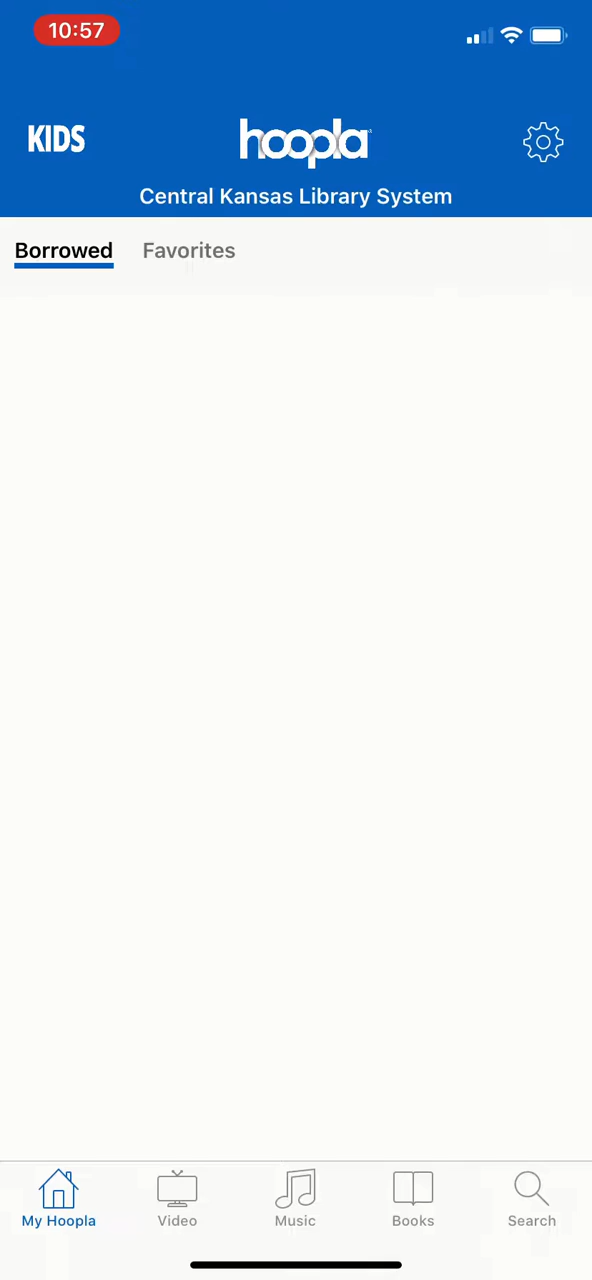 10:57
KIDS
hoopla
Central Kansas Library System
Borrowed
Favorites
My Hoopla
Video
Music
Books
Search